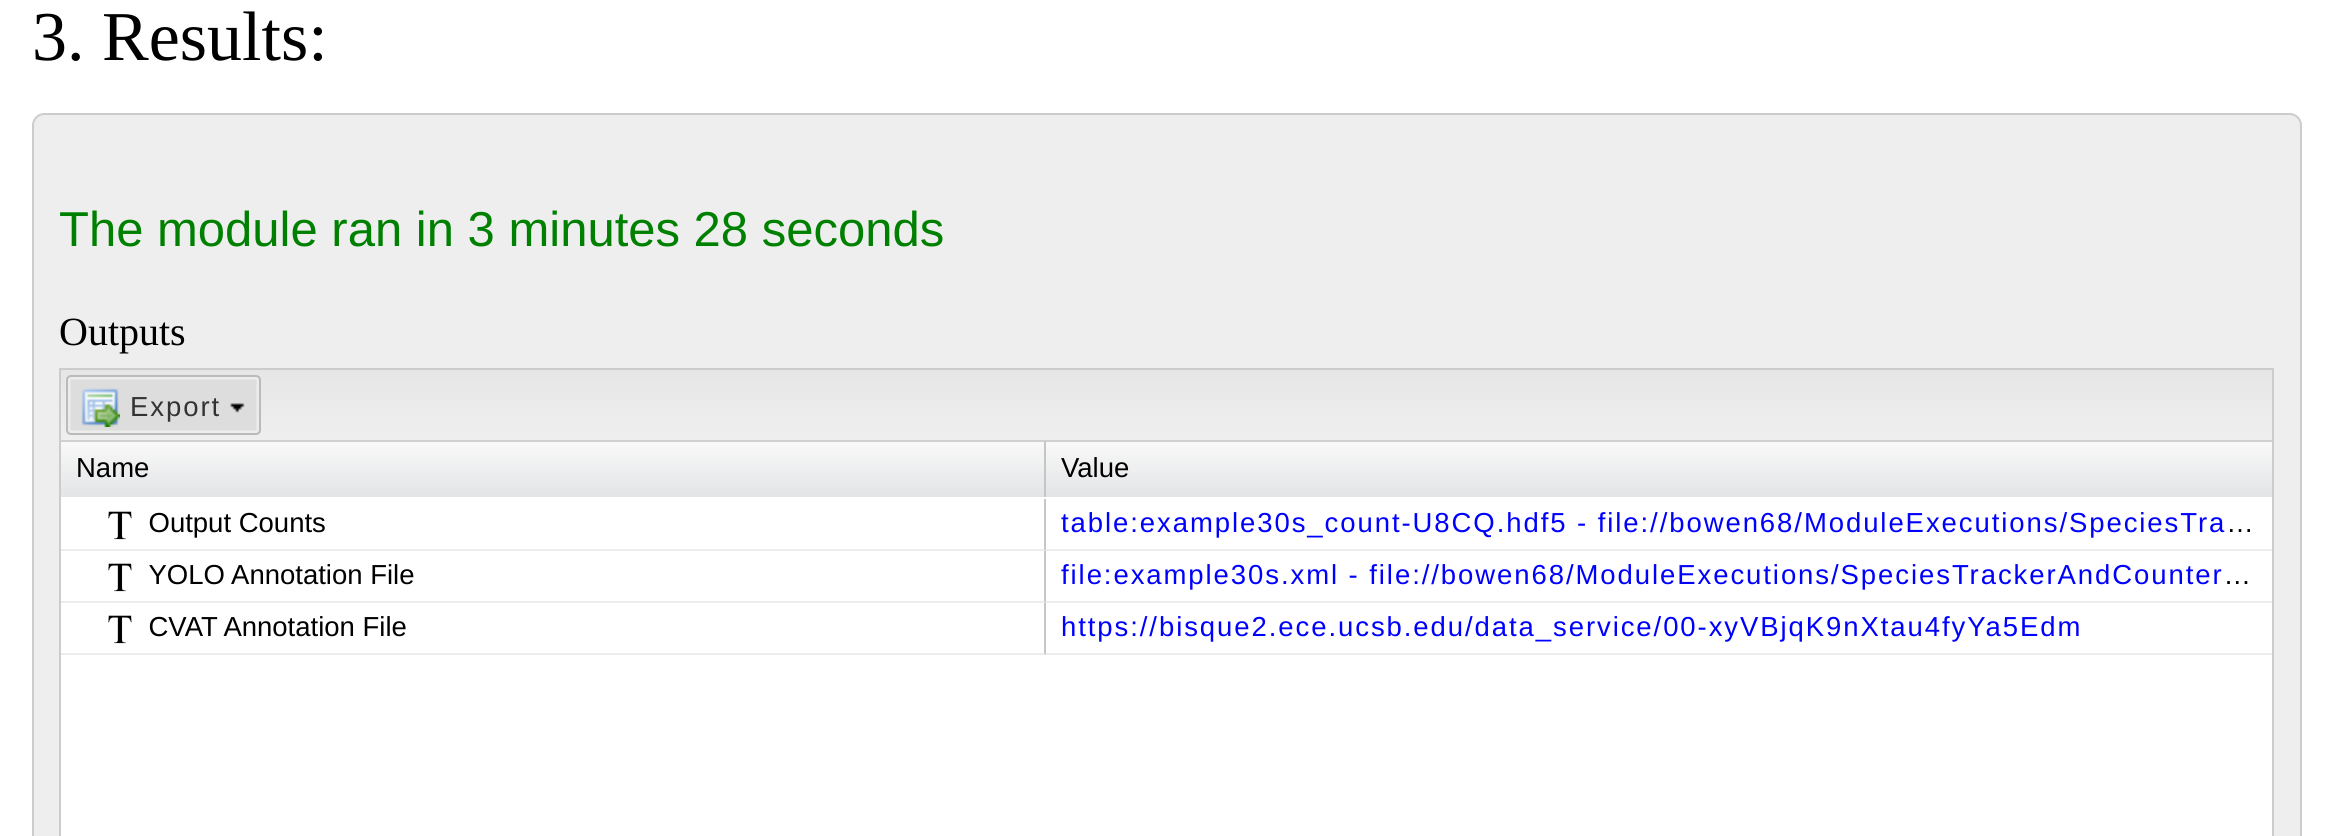 3. Results:
The module ran in 3 minutes 28 seconds
Outputs
Export
Name Value
T Output Counts table:example30s_count-U8CQ.hdf5 - file://bowen68/ModuleExecutions/SpeciesTra...
T YOLO Annotation File file:example30s.xml - file://bowen68/ModuleExecutions/SpeciesTrackerAndCounter...
T CVAT Annotation File https://bisque2.ece.ucsb.edu/data_service/00-xyVBjqK9nXtau4fyYa5Edm